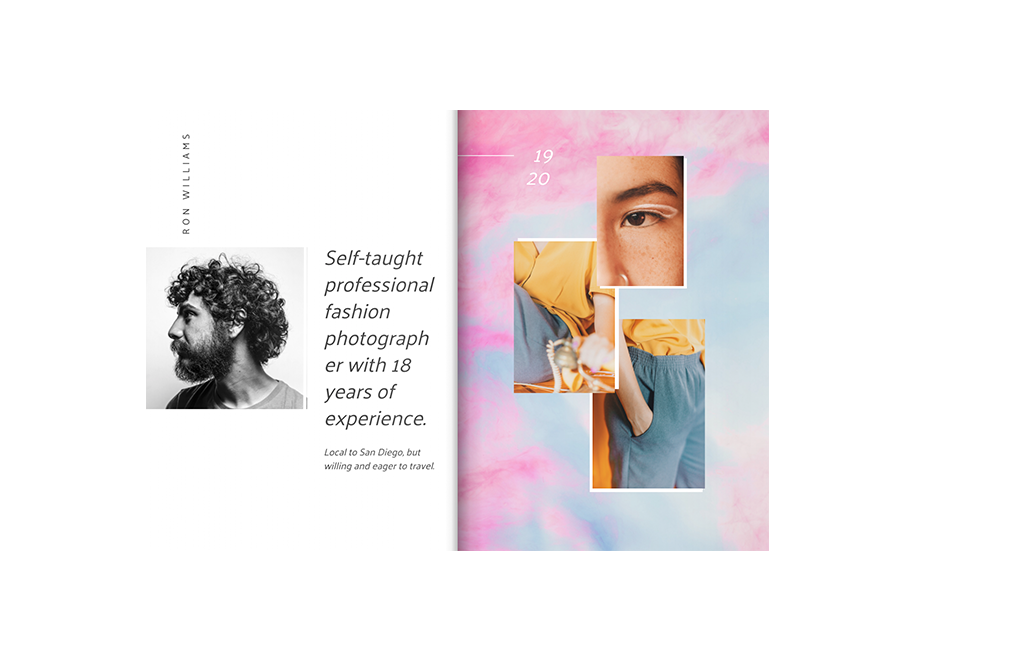 RON WILLIAMS
Self-taught
professional
fashion
photograph
er with 18
years of
experience.
Local to San Diego, but
willing and eager to travel.
19
20